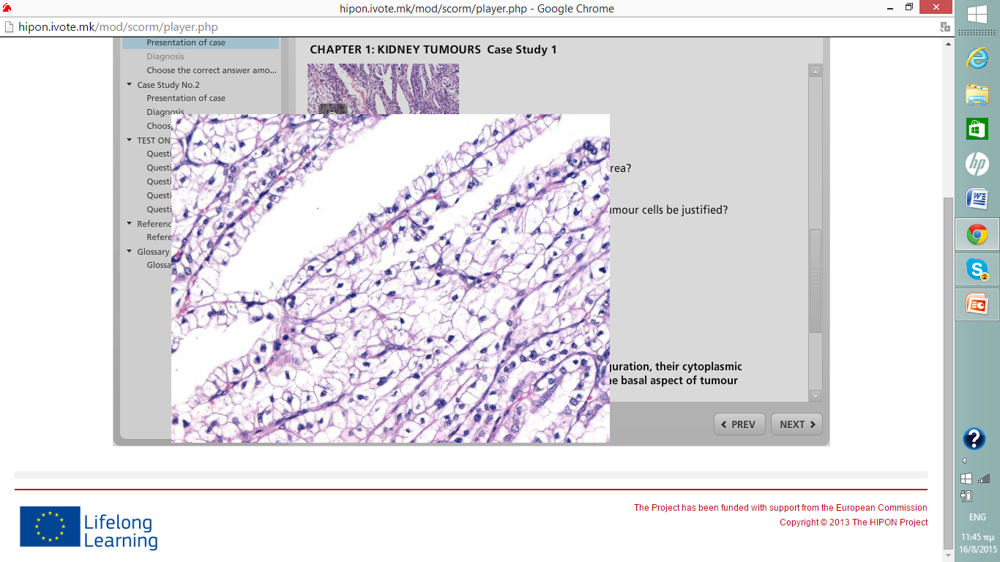 hipon.ivote.mk/mod/scorm/player.php - Google Chrome
hipon.ivote.mk/mod/scorm/player.php
Presentation of case
Diagnosis
Choose the correct answer amo...
Case Study No.2
Presentation of case
Diagnosis
Choos
TEST ON
Questi
Questi
Questi
Questi
Questi
Referenc
Refere
Glossary
Glossa
CHAPTER 1: KIDNEY TUMOURS Case Study 1
rea?
umour cells be justified?
guration, their cytoplasmic
ne basal aspect of tumour
PREV
NEXT
The Project has been funded with support from the European Commission
Copyright © 2013 The HIPON Project
Lifelong
Learning
hp
W
S
2
P
?
ENG
11:45 πμ
16/8/2015